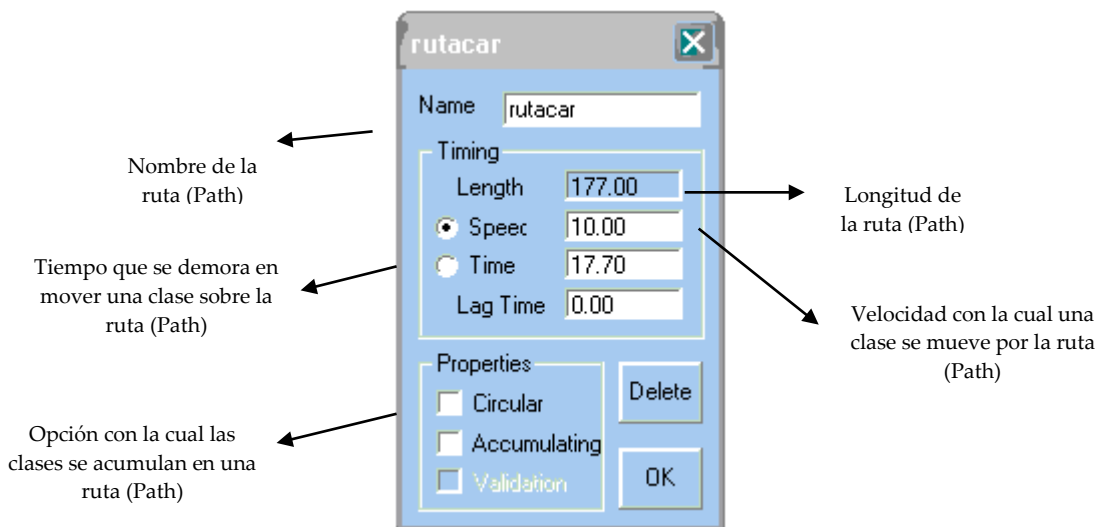 rutacar
Name rutacar
Timing
Length 177.00
Speec 10.00
Time 17.70
Lag Time 0.00
Properties
Circular
Accumulating
Validation
Delete
OK
Nombre de la
ruta (Path)
Tiempo que se demora en
mover una clase sobre la
ruta (Path)
Opción con la cual las
clases se acumulan en una
ruta (Path)
Longitud de
la ruta (Path)
Velocidad con la cual una
clase se mueve por la ruta
(Path)